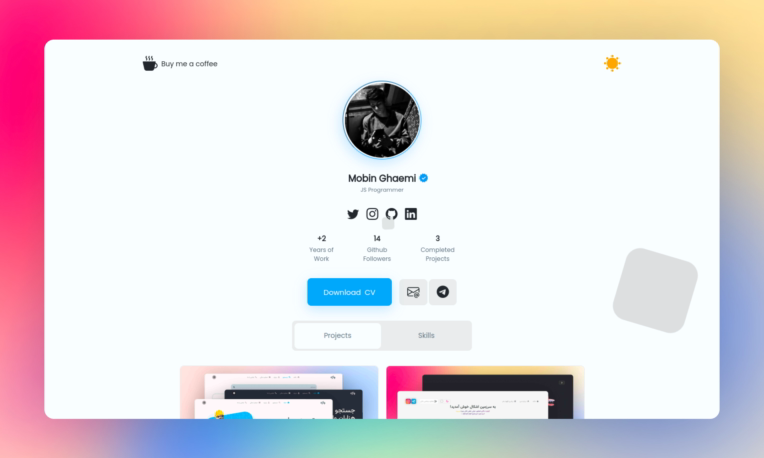 Buy me a coffee
Mobin Ghaemi
JS Programmer
+2
Years of
Work
14
Github
Followers
3
Completed
Projects
Download CV
Projects
Skills
جستجو